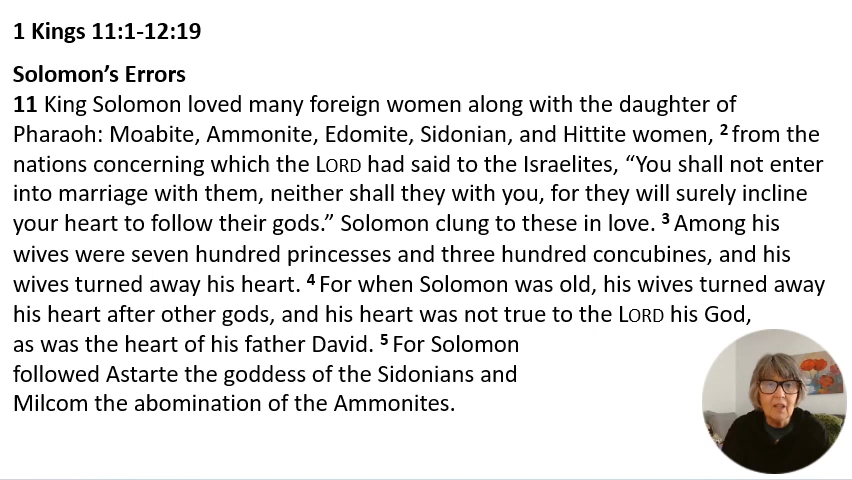 1 Kings 11:1-12:19
Solomon’s Errors
11 King Solomon loved many foreign women along with the daughter of
Pharaoh: Moabite, Ammonite, Edomite, Sidonian, and Hittite women, 2 from the
nations concerning which the LORD had said to the Israelites, “You shall not enter
into marriage with them, neither shall they with you, for they will surely incline
your heart to follow their gods.” Solomon clung to these in love. 3 Among his
wives were seven hundred princesses and three hundred concubines, and his
wives turned away his heart. 4 For when Solomon was old, his wives turned away
his heart after other gods, and his heart was not true to the LORD his God,
as was the heart of his father David. 5 For Solomon
followed Astarte the goddess of the Sidonians and
Milcom the abomination of the Ammonites.